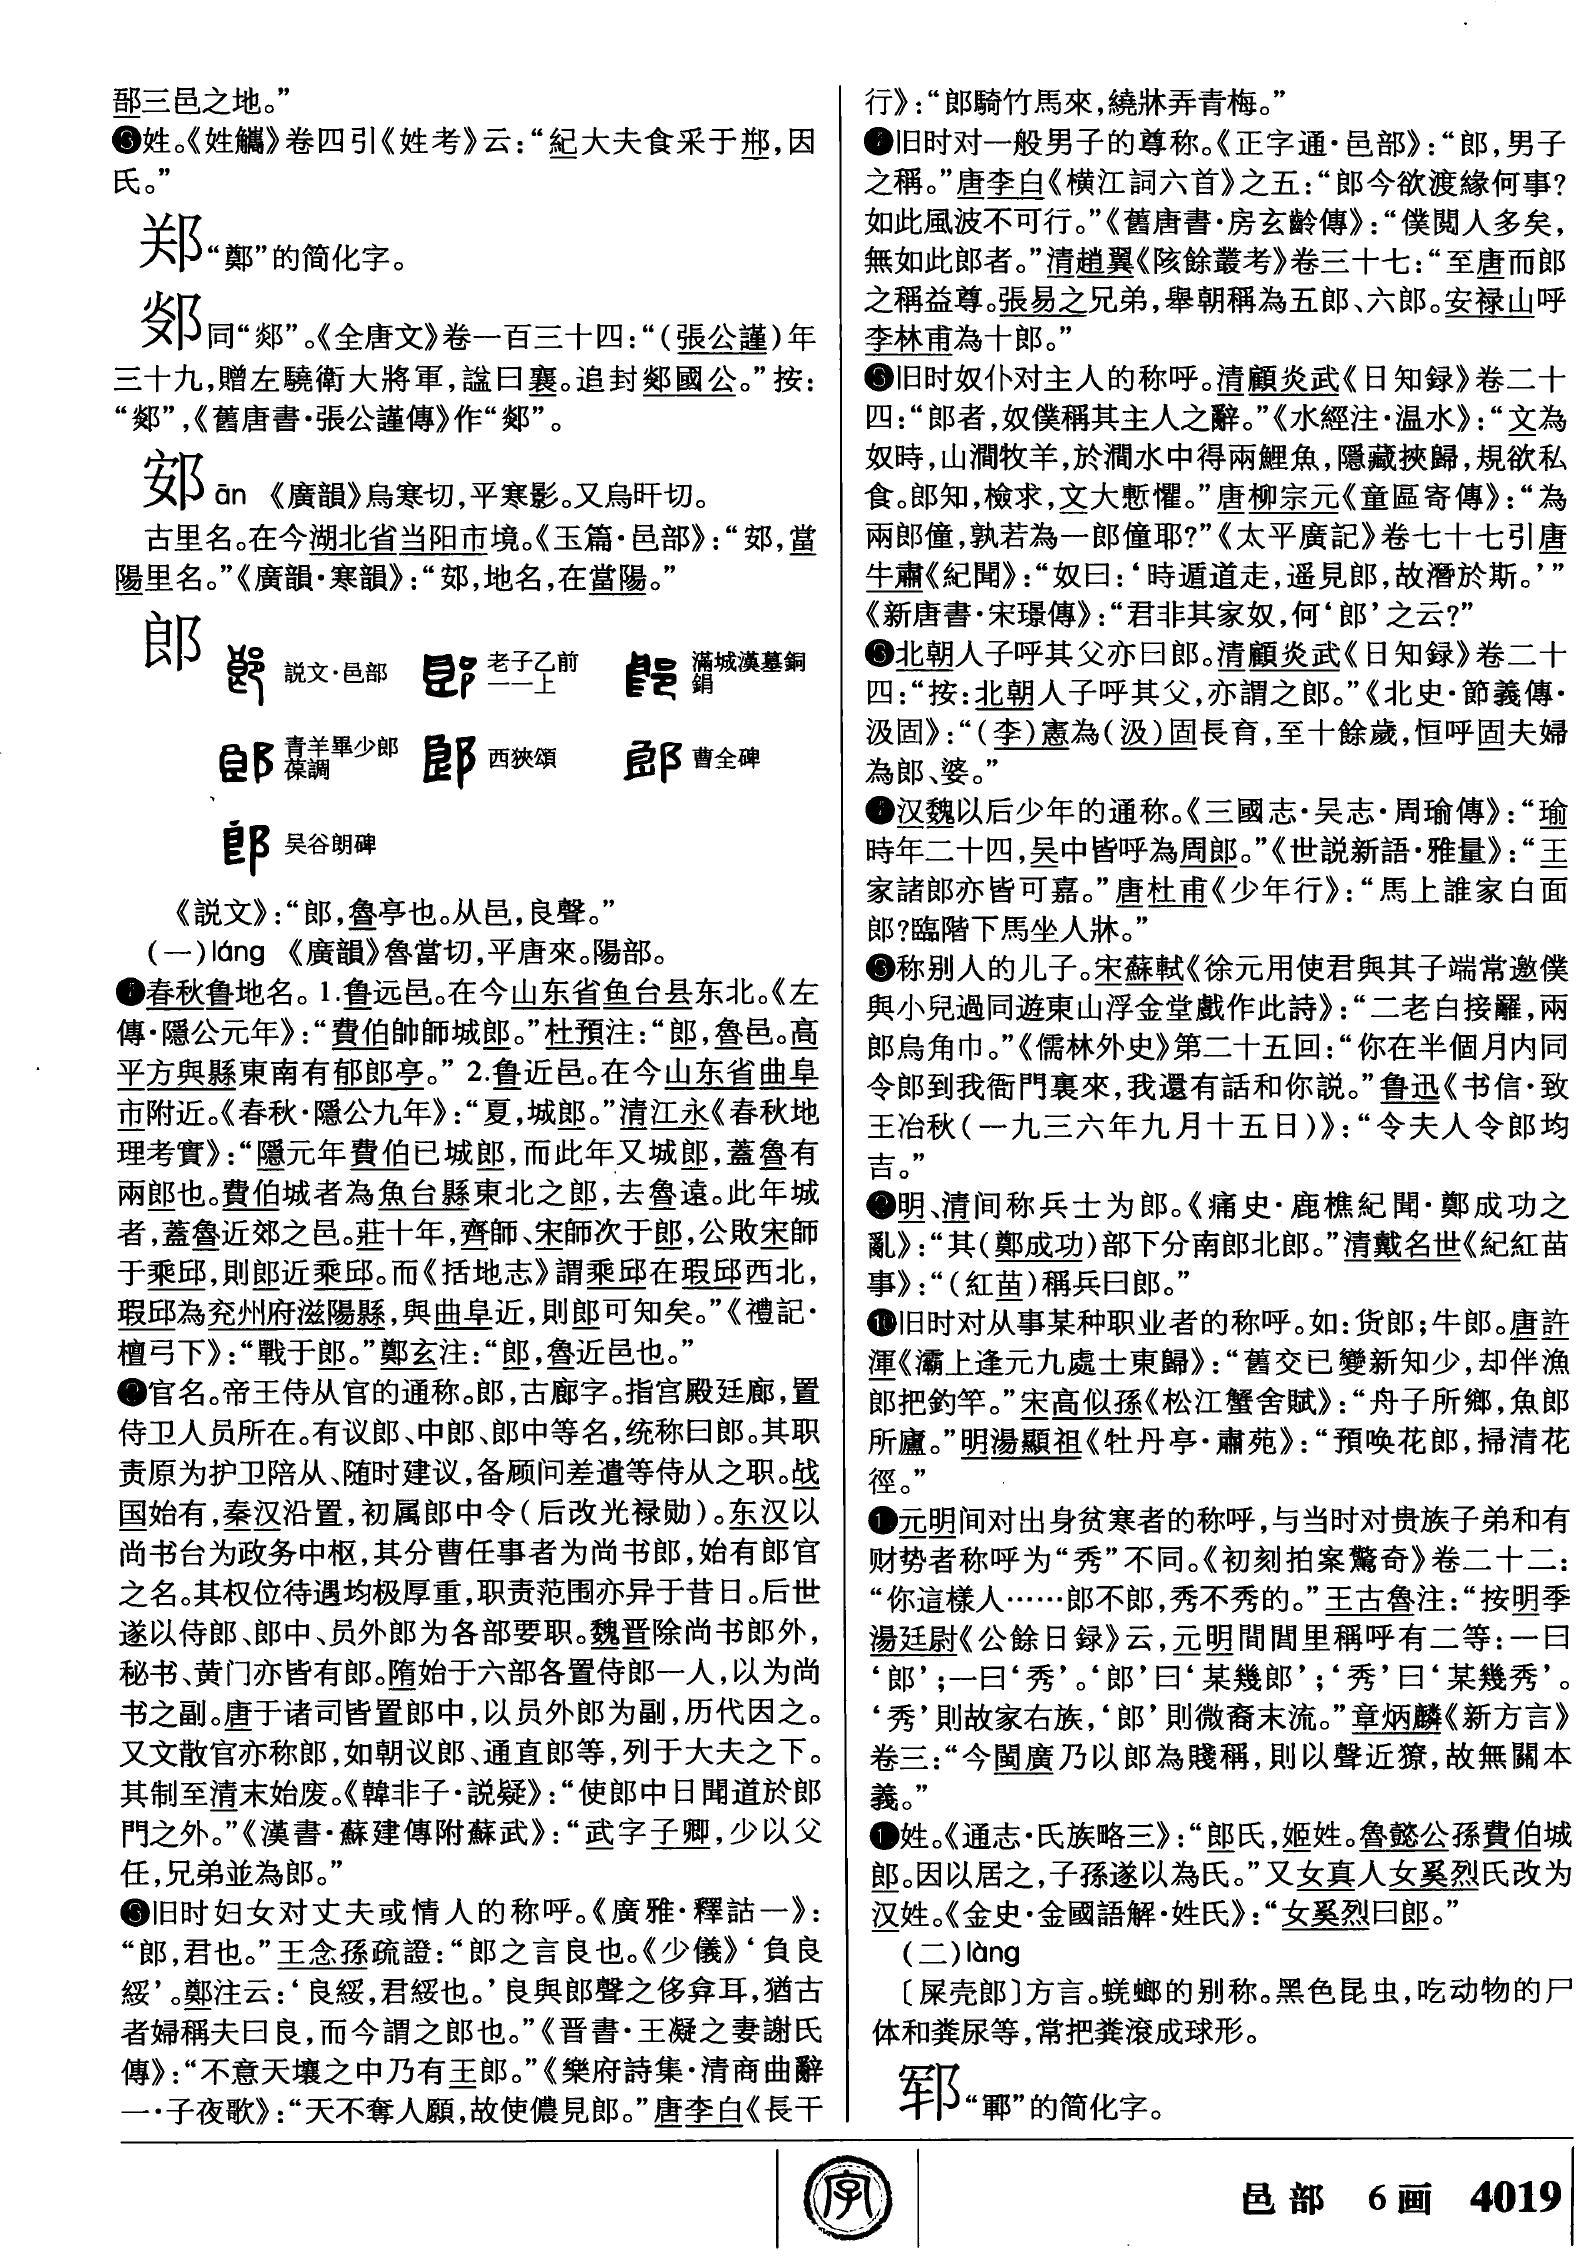 郚三邑之地。”
❸姓。《姓觿》卷四引《姓考》云：“紀大夫食采于郱，因
氏。”
郑“鄭”的简化字。
同“郯”。《全唐文》卷一百三十四：“（張公謹）年
三十九，贈左驍衛大將軍，諡曰襄。追封郯國公。”按：
“郯”，《舊唐書·張公謹傳》作“郯”。
郊 ān 《廣韻》烏寒切，平寒影。又烏旰切。
古里名。在今湖北省当阳市境。《玉篇·邑部》：“，當
陽里名。”《廣韻·寒韻》：“，地名，在當陽。”
郎
説文·邑部
老子乙前
一一上
滿城漢墓銅
鋗
青羊畢少郎
葆調
西狹頌
曹全碑
吴谷朗碑
《説文》：“郎，魯亭也。从邑，良聲。”
（一）láng 《廣韻》魯當切，平唐來。陽部。
❶春秋鲁地名。1.鲁远邑。在今山东省鱼台县东北。《左
傳·隱公元年》：“費伯帥師城郎。”杜預注：“郎，魯邑。高
平方與縣東南有郁郎亭。”2.鲁近邑。在今山东省曲阜
市附近。《春秋·隱公九年》：“夏，城郎。”清江永《春秋地
理考實》：“隱元年費伯已城郎，而此年又城郎，蓋魯有
兩郎也。費伯城者為魚台縣東北之郎，去魯遠。此年城
者，蓋魯近郊之邑。莊十年，齊師、宋師次于郎，公敗宋師
于乘邱，則郎近乘邱。而《括地志》謂乘邱在瑕邱西北，
瑕邱為兖州府滋陽縣，與曲阜近，則郎可知矣。”《禮記·
檀弓下》：“戰于郎。”鄭玄注：“郎，魯近邑也。”
❷官名。帝王侍从官的通称。郎，古廊字。指宫殿廷廊，置
侍卫人员所在。有议郎、中郎、郎中等名，统称曰郎。其职
责原为护卫陪从、随时建议，备顾问差遣等侍从之职。战
国始有，秦汉沿置，初属郎中令（后改光禄勋）。东汉以
尚书台为政务中枢，其分曹任事者为尚书郎，始有郎官
之名。其权位待遇均极厚重，职责范围亦异于昔日。后世
遂以侍郎、郎中、员外郎为各部要职。魏晋除尚书郎外，
秘书、黄门亦皆有郎。隋始于六部各置侍郎一人，以为尚
书之副。唐于诸司皆置郎中，以员外郎为副，历代因之。
又文散官亦称郎，如朝议郎、通直郎等，列于大夫之下。
其制至清末始废。《韓非子·説疑》：“使郎中日聞道於郎
門之外。”《漢書·蘇建傳附蘇武》：“武字子卿，少以父
任，兄弟並為郎。”
❸旧时妇女对丈夫或情人的称呼。《廣雅·釋詁一》：
“郎，君也。”王念孫疏證：“郎之言良也。《少儀》‘負良
綏’。鄭注云：‘良綏，君綏也。’良與郎聲之侈弇耳，猶古
者婦稱夫曰良，而今謂之郎也。”《晋書·王凝之妻謝氏
傳》：“不意天壤之中乃有王郎。”《樂府詩集·清商曲辭
一·子夜歌》：“天不奪人願，故使儂見郎。”唐李白《長干
行》：“郎騎竹馬來，繞牀弄青梅。”
❹旧时对一般男子的尊称。《正字通·邑部》：“郎，男子
之稱。”唐李白《横江詞六首》之五：“郎今欲渡緣何事？
如此風波不可行。”《舊唐書·房玄齡傳》：“僕閲人多矣，
無如此郎者。”清趙翼《陔餘叢考》卷三十七：“至唐而郎
之稱益尊。張易之兄弟，舉朝稱為五郎、六郎。安禄山呼
李林甫為十郎。”
❺旧时奴仆对主人的称呼。清顧炎武《日知録》卷二十
四：“郎者，奴僕稱其主人之辭。”《水經注·温水》：“文為
奴時，山澗牧羊，於澗水中得兩鯉魚，隱藏挾歸，規欲私
食。郎知，檢求，文大慙懼。”唐柳宗元《童區寄傳》：“為
兩郎僮，孰若為一郎僮耶？”《太平廣記》卷七十七引唐
牛肅《紀聞》：“奴曰：‘時遁道走，遥見郎，故潛於斯。’”
《新唐書·宋璟傳》：“君非其家奴，何‘郎’之云？”
❻北朝人子呼其父亦曰郎。清顧炎武《日知録》卷二十
四：“按：北朝人子呼其父，亦謂之郎。”《北史·節義傳·
汲固》：“（李）憲為（汲）固長育，至十餘歲，恒呼固夫婦
為郎、婆。”
❼汉魏以后少年的通称。《三國志·吴志·周瑜傳》：“瑜
時年二十四，吴中皆呼為周郎。”《世説新語·雅量》：“王
家諸郎亦皆可嘉。”唐杜甫《少年行》：“馬上誰家白面
郎？臨階下馬坐人牀。”
❽称别人的儿子。宋蘇軾《徐元用使君與其子端常邀僕
與小兒過同遊東山浮金堂戲作此詩》：“二老白接䍦，兩
郎烏角巾。”《儒林外史》第二十五回：“你在半個月内同
令郎到我衙門裏來，我還有話和你説。”鲁迅《书信·致
王冶秋（一九三六年九月十五日）》：“令夫人令郎均
吉。”
❾明、清间称兵士为郎。《痛史·鹿樵紀聞·鄭成功之
亂》：“其（鄭成功）部下分南郎北郎。”清戴名世《紀紅苗
事》：“（紅苗）稱兵曰郎。”
❿旧时对从事某种职业者的称呼。如：货郎；牛郎。唐許
渾《灞上逢元九處士東歸》：“舊交已變新知少，却伴漁
郎把釣竿。”宋高似孫《松江蟹舍賦》：“舟子所鄉，魚郎
所廬。”明湯顯祖《牡丹亭·肅苑》：“預唤花郎，掃清花
徑。”
⓫元明间对出身贫寒者的称呼，与当时对贵族子弟和有
财势者称呼为“秀”不同。《初刻拍案驚奇》卷二十二：
“你這樣人……郎不郎，秀不秀的。”王古魯注：“按明季
湯廷尉《公餘日録》云，元明間閭里稱呼有二等：一曰
‘郎’；一曰‘秀’。‘郎’曰‘某幾郎’；‘秀’曰‘某幾秀’。
‘秀’則故家右族，‘郎’則微裔末流。”章炳麟《新方言》
卷三：“今閩廣乃以郎為賤稱，則以聲近獠，故無關本
義。”
⓬姓。《通志·氏族略三》：“郎氏，姬姓。魯懿公孫費伯城
郎。因以居之，子孫遂以為氏。”又女真人女奚烈氏改为
汉姓。《金史·金國語解·姓氏》：“女奚烈曰郎。”
（二）làng
〔屎壳郎〕方言。蜣螂的别称。黑色昆虫，吃动物的尸
体和粪尿等，常把粪滚成球形。
郓“鄆”的简化字。
字
邑部 6画 4019